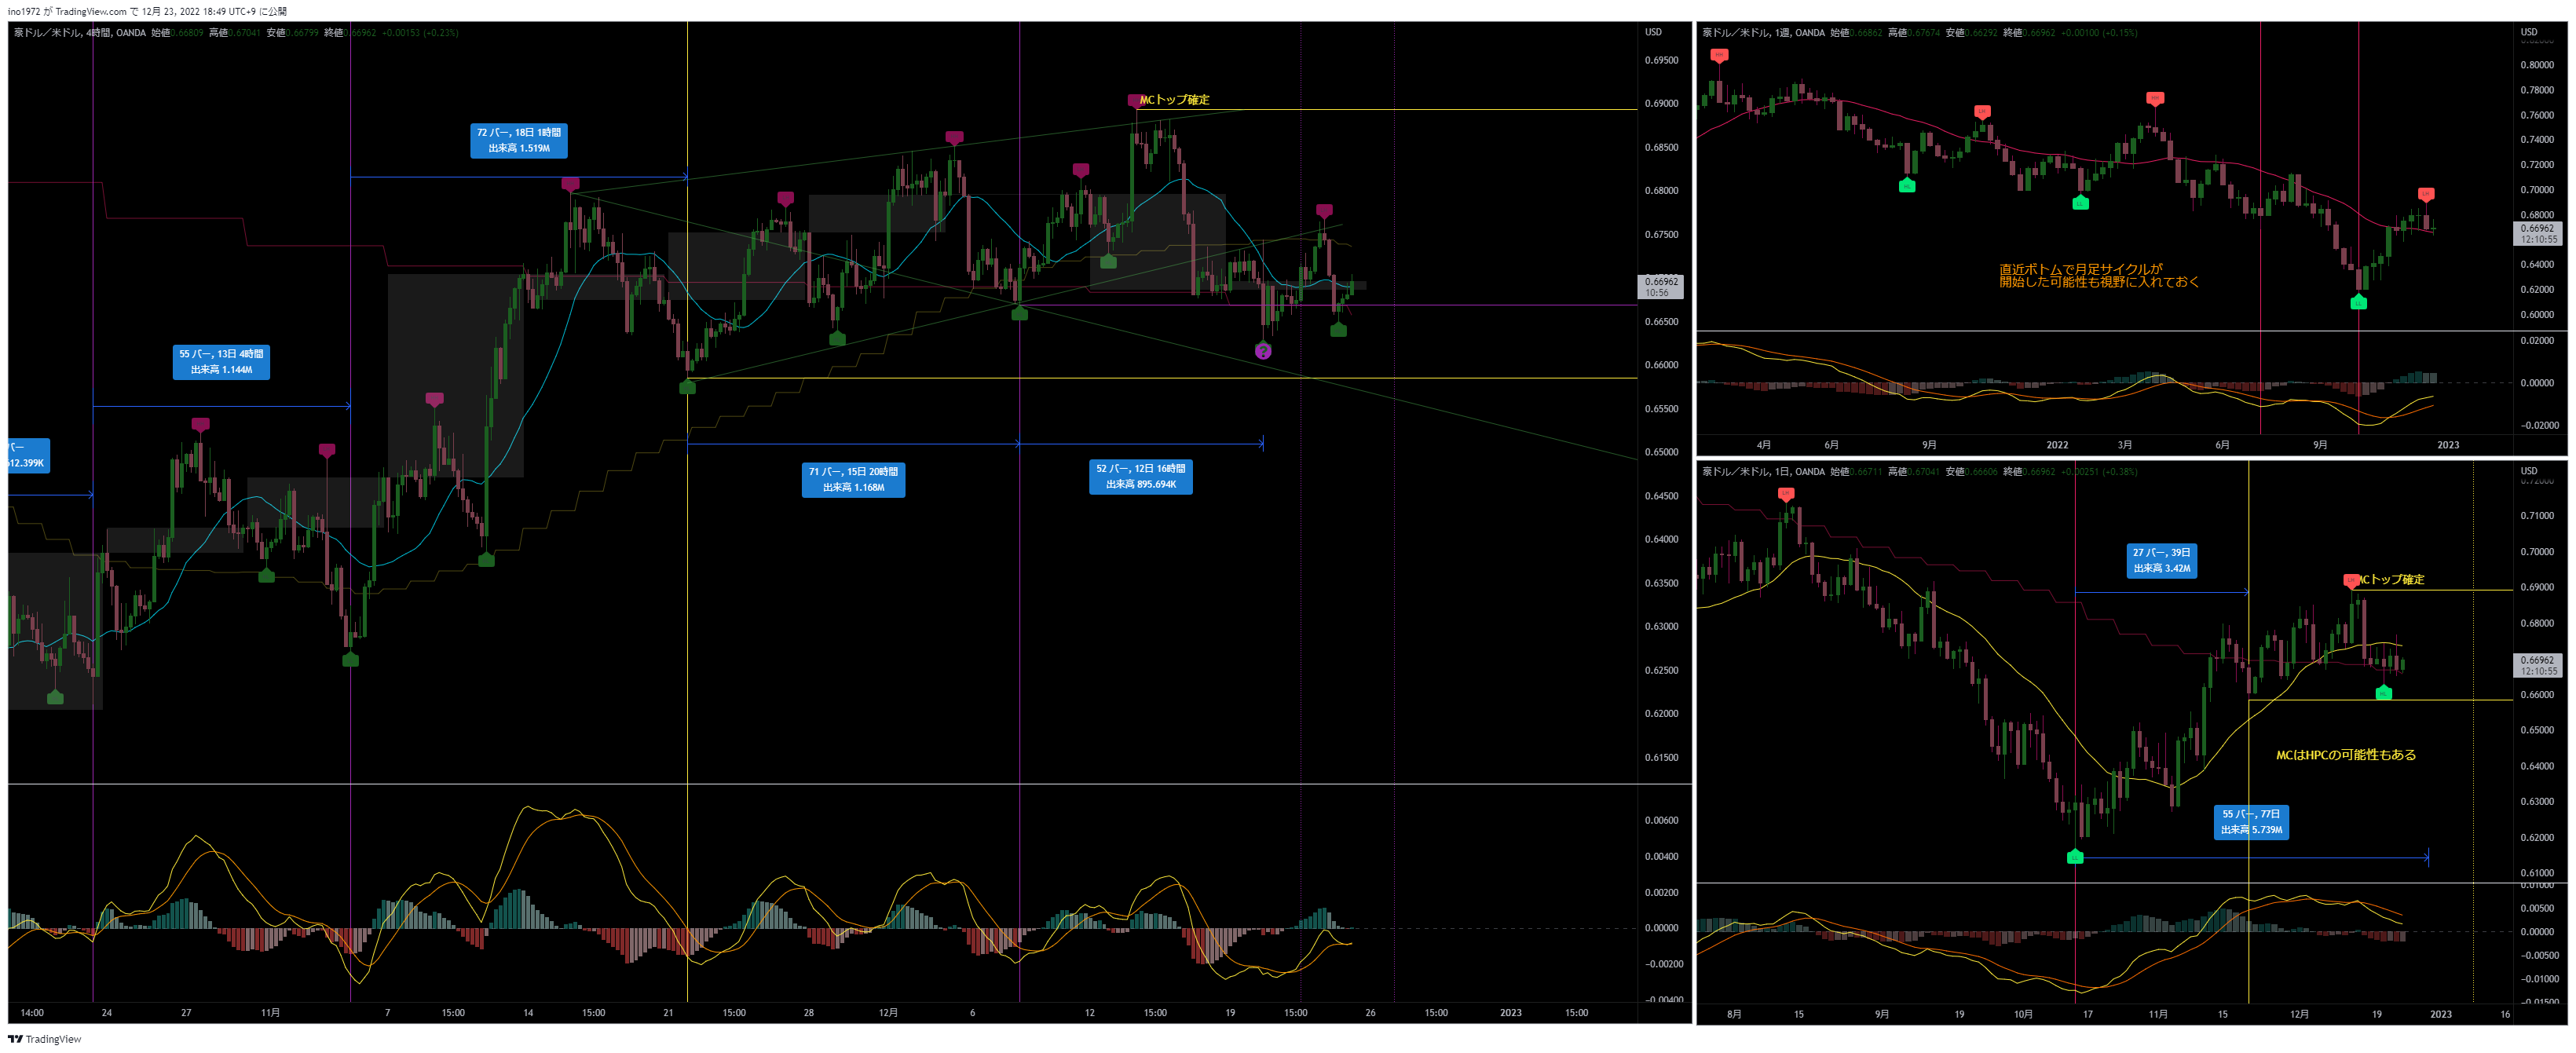 ino1972 が TradingView.com で 12月 23, 2022 18:49 UTC+9 に公開
豪ドル／米ドル, 4時間, OANDA 始値0.66809 高値0.67041 安値0.66799 終値0.66962 +0.00153 (+0.23%)
USD
0.69500
0.69000
0.68500
0.68000
0.67500
0.66962
10:56
0.66500
0.66000
0.65500
0.65000
0.64500
0.64000
0.63500
0.63000
0.62500
0.62000
0.61500
0.00600
0.00400
0.00200
0.00000
-0.00200
-0.00400
MCトップ確定
72 バー, 18日 1時間
出来高 1.519M
55 バー, 13日 4時間
出来高 1.144M
バー
512.399K
71 バー, 15日 20時間
出来高 1.168M
52 バー, 12日 16時間
出来高 895.694K
?
14:00 24 27 11月 7 15:00 14 15:00 21 15:00 28 12月 6 12 15:00 19 15:00 26 15:00 2023 15:00
豪ドル／米ドル, 1週, OANDA 始値0.66862 高値0.67674 安値0.66292 終値0.66962 +0.00100 (+0.15%)
USD
0.80000
0.78000
0.76000
0.74000
0.72000
0.70000
0.68000
0.66962
12:10:55
0.64000
0.62000
0.60000
0.02000
0.00000
-0.02000
直近ボトムで月足サイクルが
開始した可能性も視野に入れておく
4月 6月 9月 2022 3月 6月 9月 2023
豪ドル／米ドル, 1日, OANDA 始値0.66711 高値0.67041 安値0.66606 終値0.66962 +0.00251 (+0.38%)
USD
0.72000
0.71000
0.70000
0.69000
0.68000
0.66962
12:10:55
0.66000
0.65000
0.64000
0.63000
0.62000
0.61000
0.01000
0.00500
0.00000
-0.00500
-0.01000
-0.01500
27 バー, 39日
出来高 3.42M
MCトップ確定
MCはHPCの可能性もある
55 バー, 77日
出来高 5.739M
8月 15 9月 19 10月 17 11月 15 12月 19 2023 16
TradingView